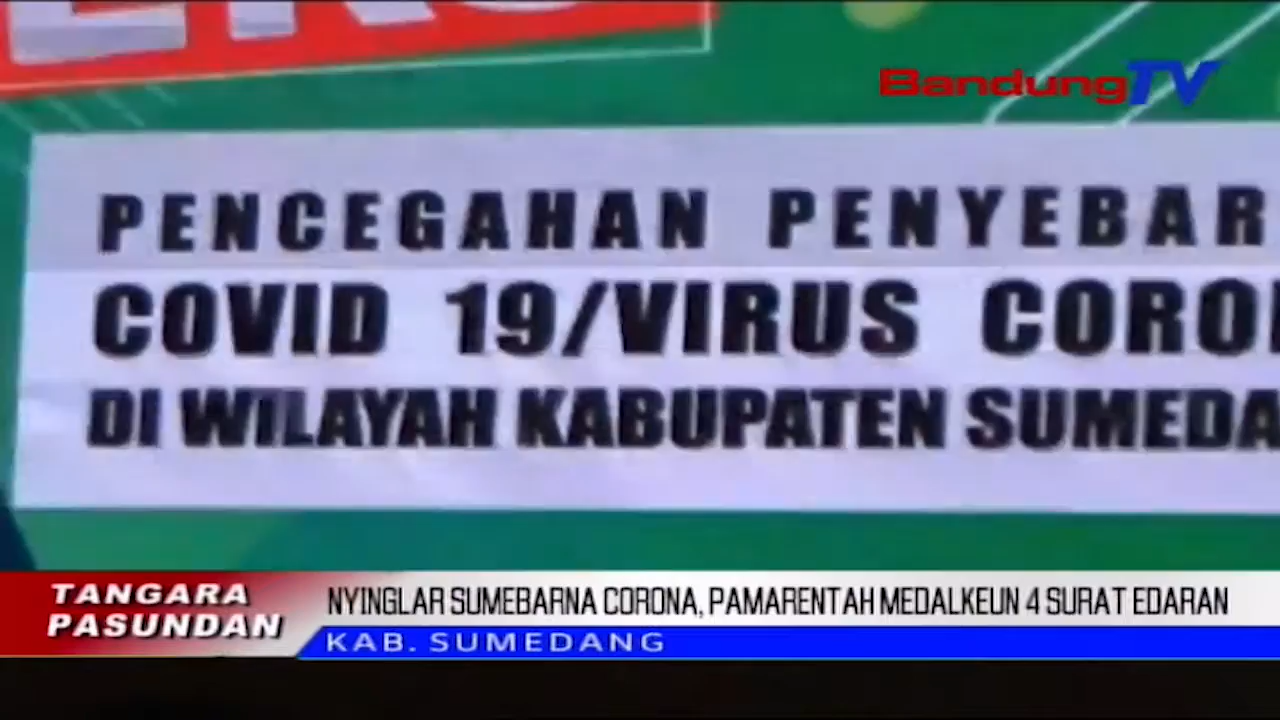 BandungTV
PENCEGAHAN PENYEBAR
COVID 19/VIRUS CORO
DI WILAYAH KABUPATEN SUMEDA
TANGARA
PASUNDAN
NYINGLAR SUMEBARNA CORONA, PAMARENTAH MEDALKEUN 4 SURAT EDARAN
KAB. SUMEDANG